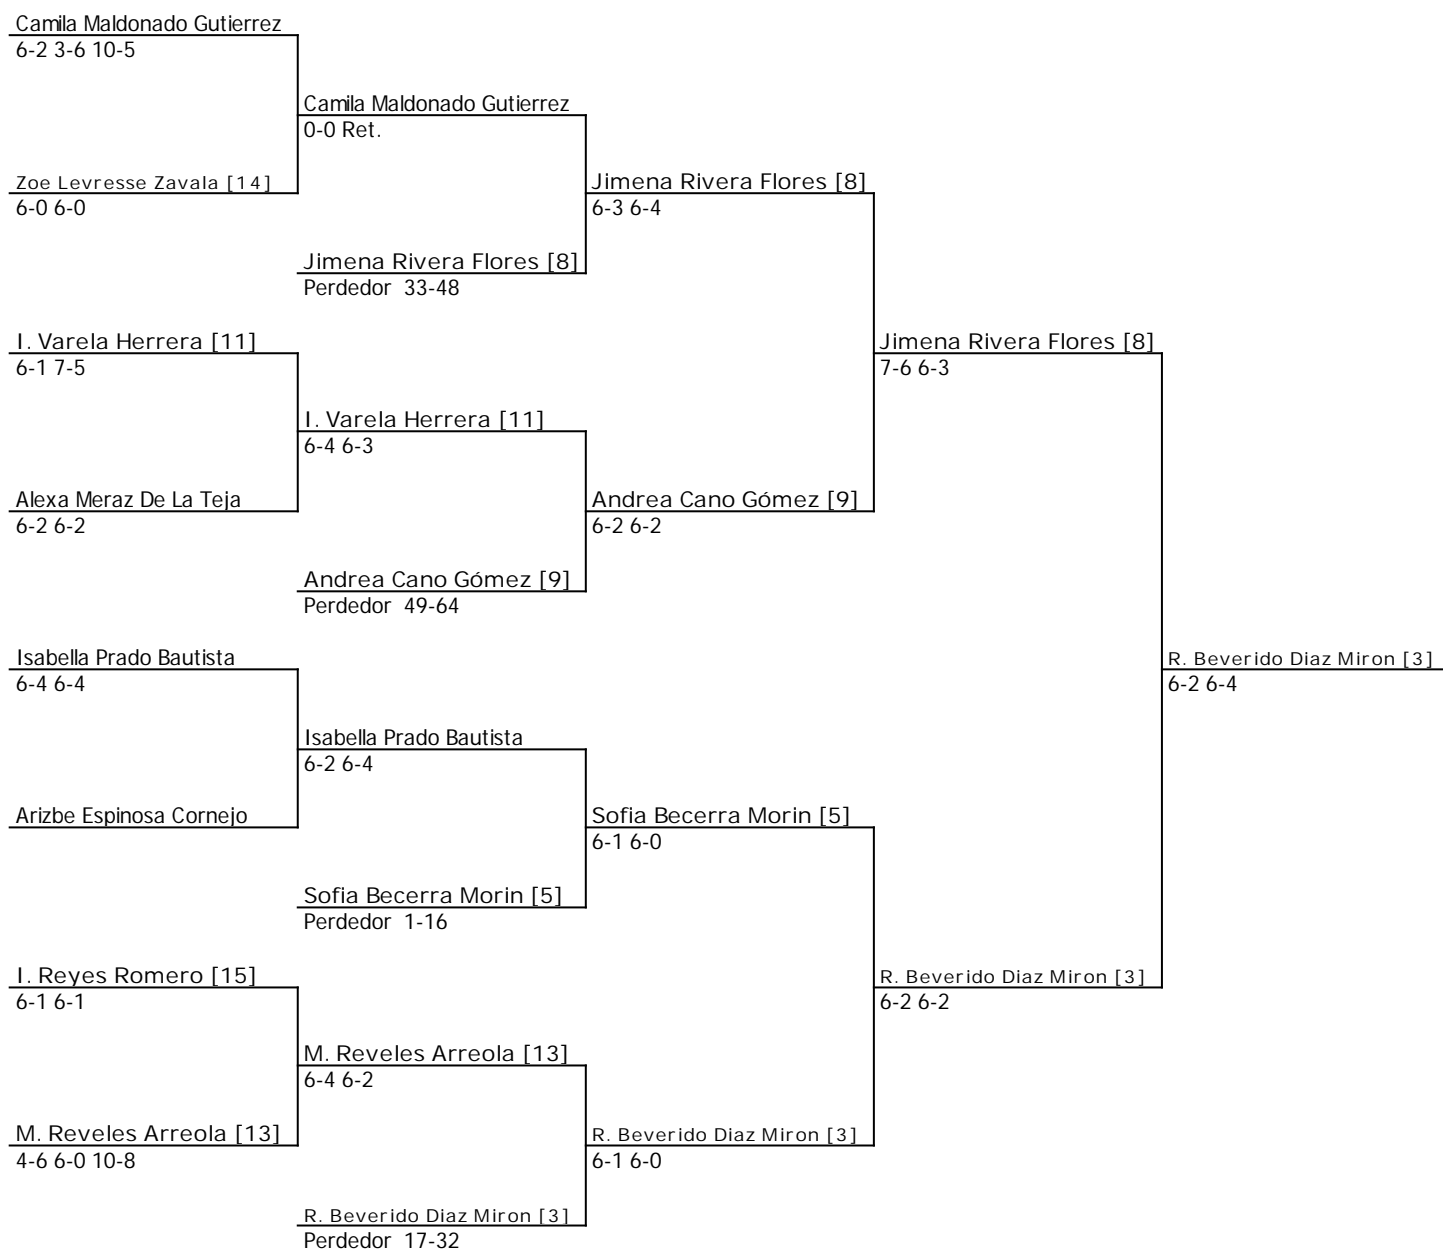 Camila Maldonado Gutierrez
6-2 3-6 10-5
Camila Maldonado Gutierrez
0-0 Ret.
Zoe Levresse Zavala [14]
6-0 6-0
Jimena Rivera Flores [8]
6-3 6-4
Jimena Rivera Flores [8]
Perdedor 33-48
I. Varela Herrera [11]
6-1 7-5
Jimena Rivera Flores [8]
7-6 6-3
I. Varela Herrera [11]
6-4 6-3
Alexa Meraz De La Teja
6-2 6-2
Andrea Cano Gómez [9]
6-2 6-2
Andrea Cano Gómez [9]
Perdedor 49-64
Isabella Prado Bautista
6-4 6-4
R. Beverido Diaz Miron [3]
6-2 6-4
Isabella Prado Bautista
6-2 6-4
Arizbe Espinosa Cornejo
Sofia Becerra Morin [5]
6-1 6-0
Sofia Becerra Morin [5]
Perdedor 1-16
I. Reyes Romero [15]
6-1 6-1
R. Beverido Diaz Miron [3]
6-2 6-2
M. Reveles Arreola [13]
6-4 6-2
M. Reveles Arreola [13]
4-6 6-0 10-8
R. Beverido Diaz Miron [3]
6-1 6-0
R. Beverido Diaz Miron [3]
Perdedor 17-32